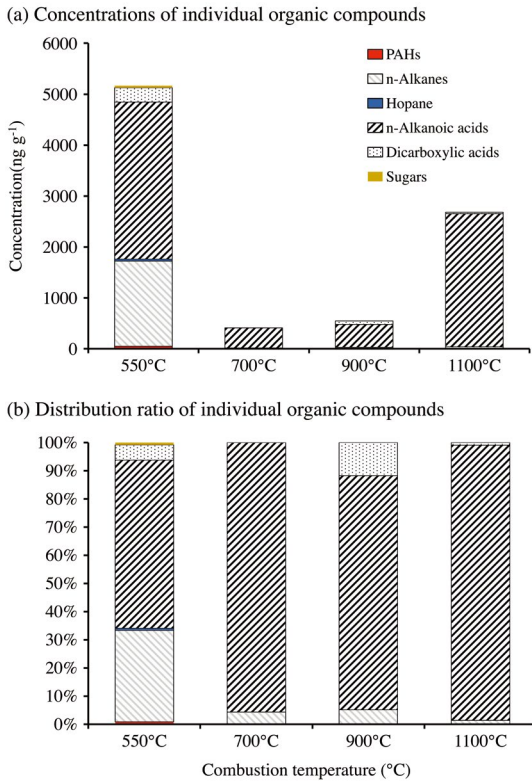 (a) Concentrations of individual organic compounds
6000
5000
4000
3000
2000
1000
0
Concentration(ng g⁻¹)
PAHs
n-Alkanes
Hopane
n-Alkanoic acids
Dicarboxylic acids
Sugars
550°C 700°C 900°C 1100°C
(b) Distribution ratio of individual organic compounds
100%
90%
80%
70%
60%
50%
40%
30%
20%
10%
0%
550°C 700°C 900°C 1100°C
Combustion temperature (°C)